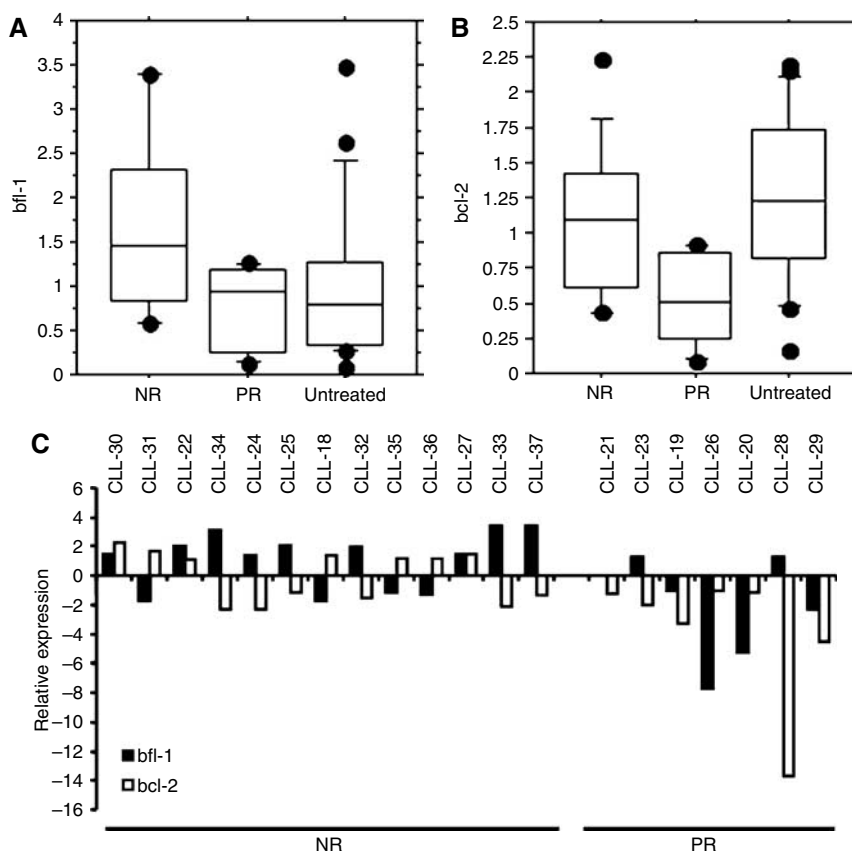 A
bfl-1
4
3.5
3
2.5
2
1.5
1
0.5
0
NR PR Untreated
B
bcl-2
2.5
2.25
2
1.75
1.5
1.25
1
0.75
0.5
0.25
0
NR PR Untreated
C
CLL-30 CLL-31 CLL-22 CLL-34 CLL-24 CLL-25 CLL-18 CLL-32 CLL-35 CLL-36 CLL-27 CLL-33 CLL-37 CLL-21 CLL-23 CLL-19 CLL-26 CLL-20 CLL-28 CLL-29
Relative expression
6
4
2
0
−2
−4
−6
−8
−10
−12
−14
−16
bfl-1
bcl-2
NR PR